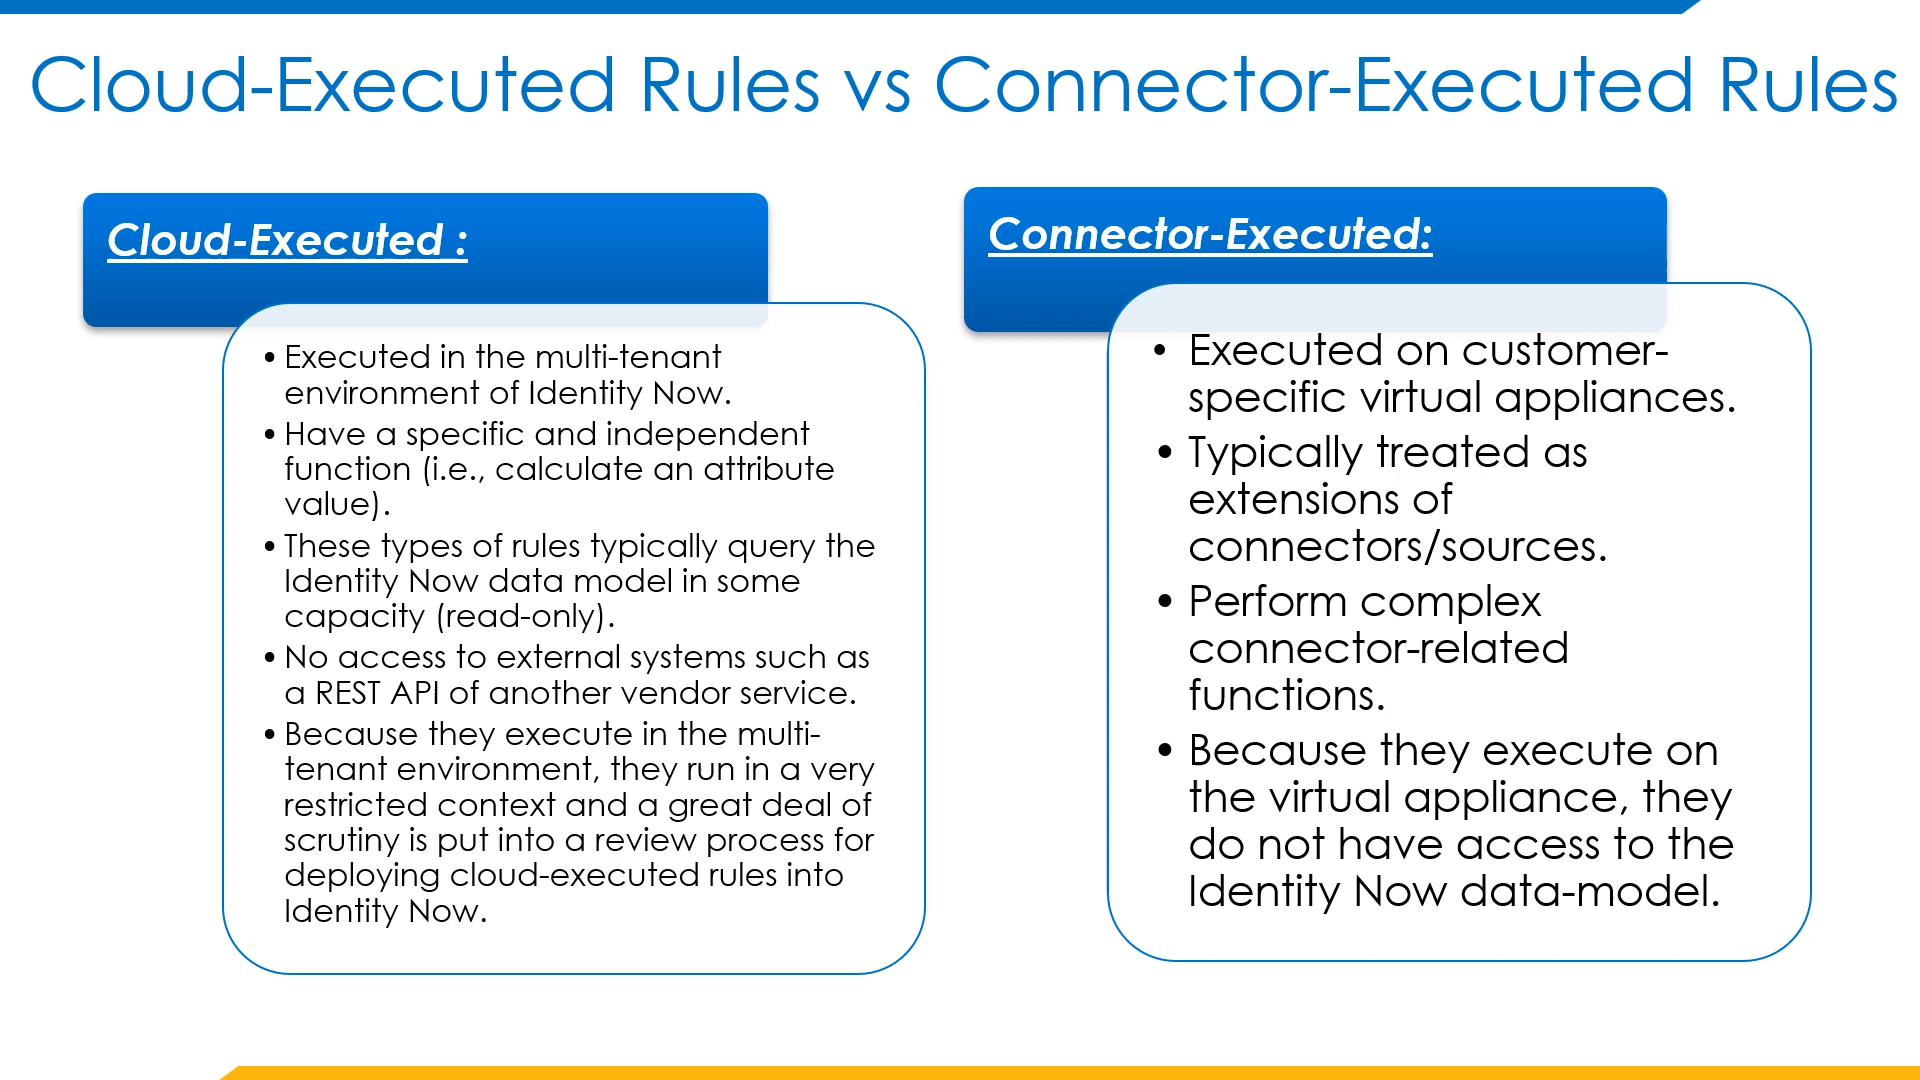 Cloud-Executed Rules vs Connector-Executed Rules
Cloud-Executed :
• Executed in the multi-tenant
environment of Identity Now.
• Have a specific and independent
function (i.e., calculate an attribute
value).
• These types of rules typically query the
Identity Now data model in some
capacity (read-only).
• No access to external systems such as
a REST API of another vendor service.
• Because they execute in the multi-
tenant environment, they run in a very
restricted context and a great deal of
scrutiny is put into a review process for
deploying cloud-executed rules into
Identity Now.
Connector-Executed:
• Executed on customer-
specific virtual appliances.
• Typically treated as
extensions of
connectors/sources.
• Perform complex
connector-related
functions.
• Because they execute on
the virtual appliance, they
do not have access to the
Identity Now data-model.